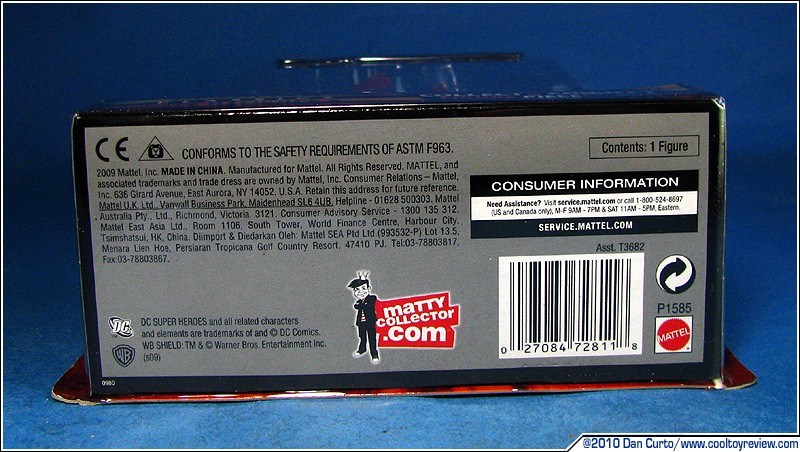 CE
CONFORMS TO THE SAFETY REQUIREMENTS OF ASTM F963.
2009 Mattel, Inc. MADE IN CHINA. Manufactured for Mattel. All Rights Reserved. MATTEL, and
associated trademarks and trade dress are owned by Mattel, Inc. Consumer Relations – Mattel,
Inc. 636 Girard Avenue, East Aurora, NY 14052, U.S.A. Retain this address for future reference.
Mattel U.K. Ltd., Vanwall Business Park, Maidenhead SL6 4UB. Helpline - 01628 500303. Mattel
Australia Pty., Ltd., Richmond, Victoria. 3121. Consumer Advisory Service - 1300 135 312.
Mattel East Asia Ltd., Room 1106, South Tower, World Finance Centre, Harbour City,
Tsimshatsui, HK, China. Diimport & Diedarkan Oleh: Mattel SEA Ptd Ltd.(993532-P) Lot 13.5,
Menara Lien Hoe, Persiaran Tropicana Golf Country Resort, 47410 PJ. Tel:03-78803817,
Fax:03-78803867.
Contents: 1 Figure
CONSUMER INFORMATION
Need Assistance? Visit service.mattel.com or call 1-800-524-8697
(US and Canada only), M-F 9AM - 7PM & SAT 11AM - 5PM, Eastern.
SERVICE.MATTEL.COM
Asst. T3682
0 27084 72811 8
P1585
MATTEL
DC
DC SUPER HEROES and all related characters
and elements are trademarks of and © DC Comics.
WB SHIELD: TM & © Warner Bros. Entertainment Inc.
(s09)
WB
maTTY
COLLECTOR
.com
0980
@2010 Dan Curto/www.cooltoyreview.com